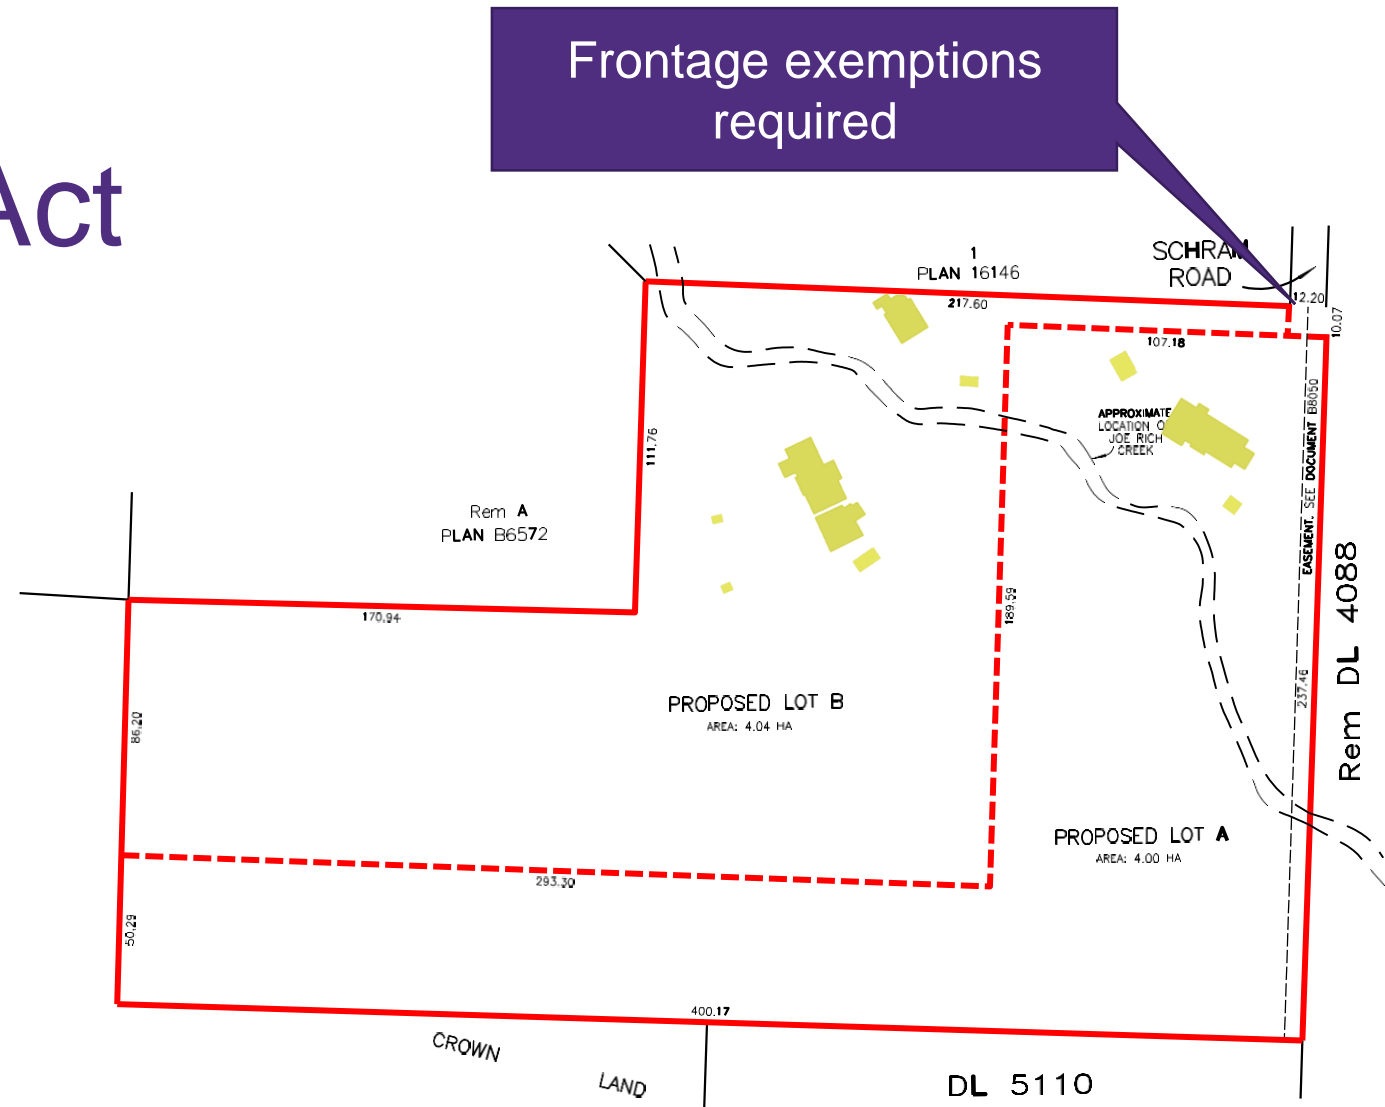 Frontage exemptions
required
Act
1
PLAN 16146
SCHRAM
ROAD
217.60
12.20
10.07
107.18
APPROXIMATE
LOCATION O
JOE RICH
CREEK
111.76
EASEMENT, SEE DOCUMENT B8050
Rem A
PLAN B6572
Rem DL 4088
170.94
189.59
237.46
PROPOSED LOT B
AREA: 4.04 HA
86.20
PROPOSED LOT A
AREA: 4.00 HA
293.30
50.29
400.17
CROWN
LAND
DL 5110